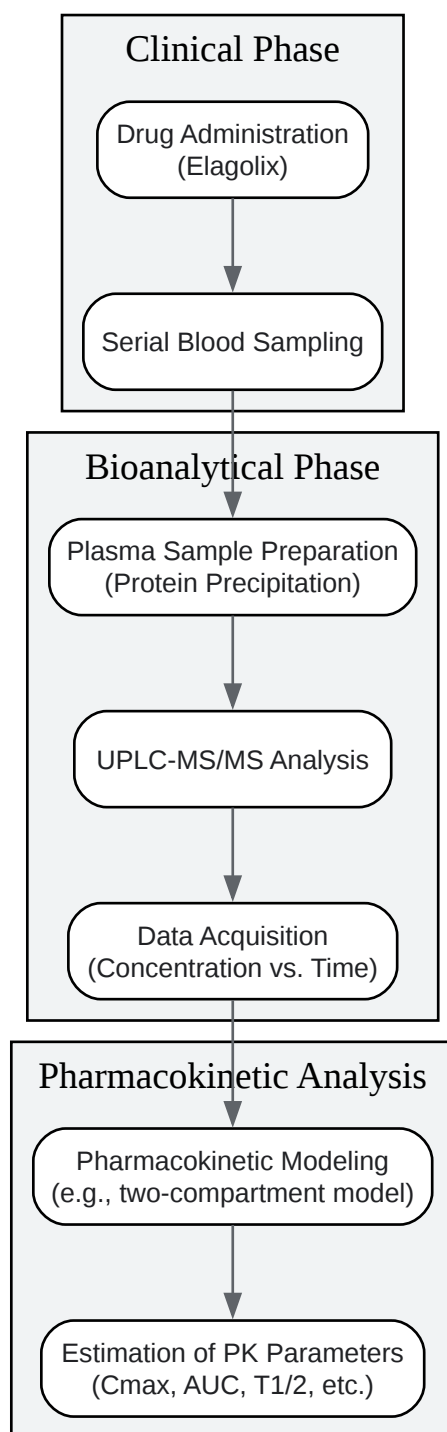 Clinical Phase
Drug Administration
(Elagolix)
Serial Blood Sampling
Bioanalytical Phase
Plasma Sample Preparation
(Protein Precipitation)
UPLC-MS/MS Analysis
Data Acquisition
(Concentration vs. Time)
Pharmacokinetic Analysis
Pharmacokinetic Modeling
(e.g., two-compartment model)
Estimation of PK Parameters
(Cmax, AUC, T1/2, etc.)